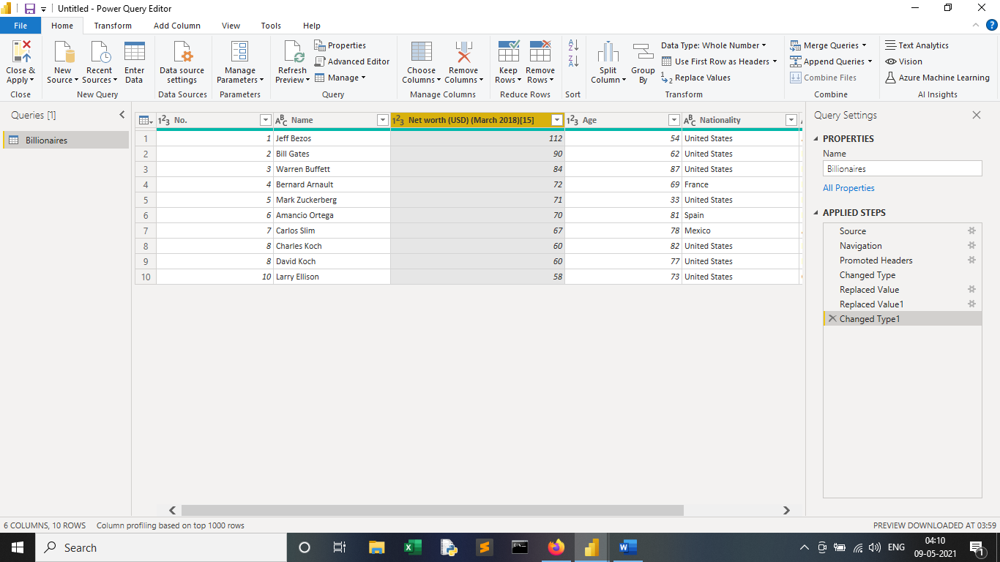 Untitled - Power Query Editor
File Home Transform Add Column View Tools Help ?
Close & Apply
New Source
Recent Sources
Enter Data
Data source settings
Manage Parameters
Refresh Preview
Properties
Advanced Editor
Manage
Choose Columns
Remove Columns
Keep Rows
Remove Rows
A Z
Z A
Split Column
Group By
Data Type: Whole Number
Use First Row as Headers
1 2 Replace Values
Merge Queries
Append Queries
Combine Files
Text Analytics
Vision
Azure Machine Learning
Close New Query Data Sources Parameters Query Manage Columns Reduce Rows Sort Transform Combine AI Insights
Queries [1]
Billionaires
123 No. ABC Name 123 Net worth (USD) (March 2018)[15] 123 Age ABC Nationality
1 1 Jeff Bezos 112 54 United States
2 2 Bill Gates 90 62 United States
3 3 Warren Buffett 84 87 United States
4 4 Bernard Arnault 72 69 France
5 5 Mark Zuckerberg 71 33 United States
6 6 Amancio Ortega 70 81 Spain
7 7 Carlos Slim 67 78 Mexico
8 8 Charles Koch 60 82 United States
9 8 David Koch 60 77 United States
10 10 Larry Ellison 58 73 United States
Query Settings
PROPERTIES
Name
Billionaires
All Properties
APPLIED STEPS
Source
Navigation
Promoted Headers
Changed Type
Replaced Value
Replaced Value1
Changed Type1
6 COLUMNS, 10 ROWS Column profiling based on top 1000 rows PREVIEW DOWNLOADED AT 03:59
Search
ENG
04:10
09-05-2021
1